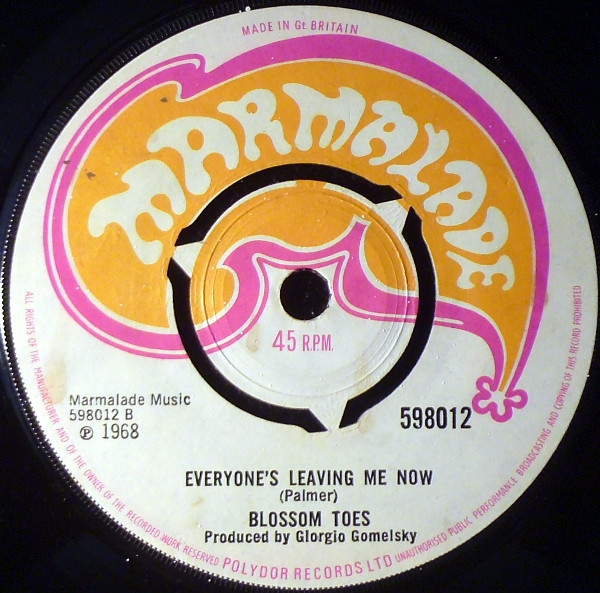 MADE IN Gt. BRITAIN
MARMALADE
45 R.P.M.
Marmalade Music
598012 B
℗ 1968
598012
EVERYONE'S LEAVING ME NOW
(Palmer)
BLOSSOM TOES
Produced by Giorgio Gomelsky
ALL RIGHTS OF THE MANUFACTURER AND OF THE OWNER OF THE RECORDED WORK RESERVED
POLYDOR RECORDS LTD
UNAUTHORISED PUBLIC PERFORMANCE BROADCASTING AND COPYING OF THIS RECORD PROHIBITED